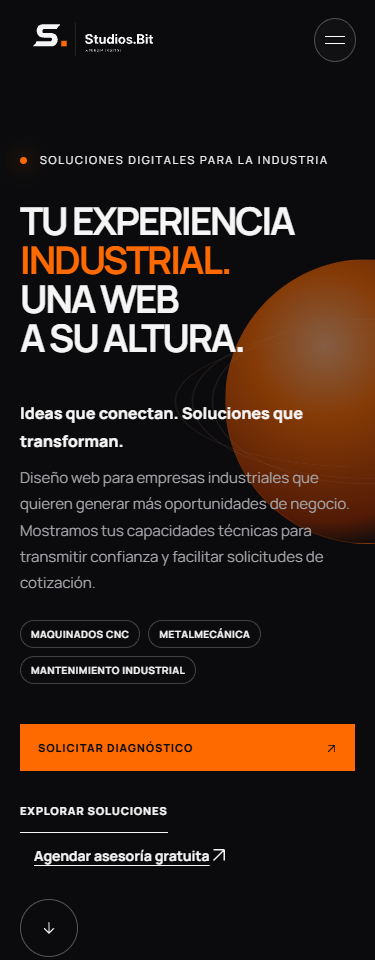 S.
Studios.Bit
SOLUCIONES DIGITALES PARA LA INDUSTRIA
TU EXPERIENCIA
INDUSTRIAL.
UNA WEB
A SU ALTURA.
Ideas que conectan. Soluciones que
transforman.
Diseño web para empresas industriales que
quieren generar más oportunidades de negocio.
Mostramos tus capacidades técnicas para
transmitir confianza y facilitar solicitudes de
cotización.
MAQUINADOS CNC METALMECÁNICA
MANTENIMIENTO INDUSTRIAL
SOLICITAR DIAGNÓSTICO
EXPLORAR SOLUCIONES
Agendar asesoría gratuita